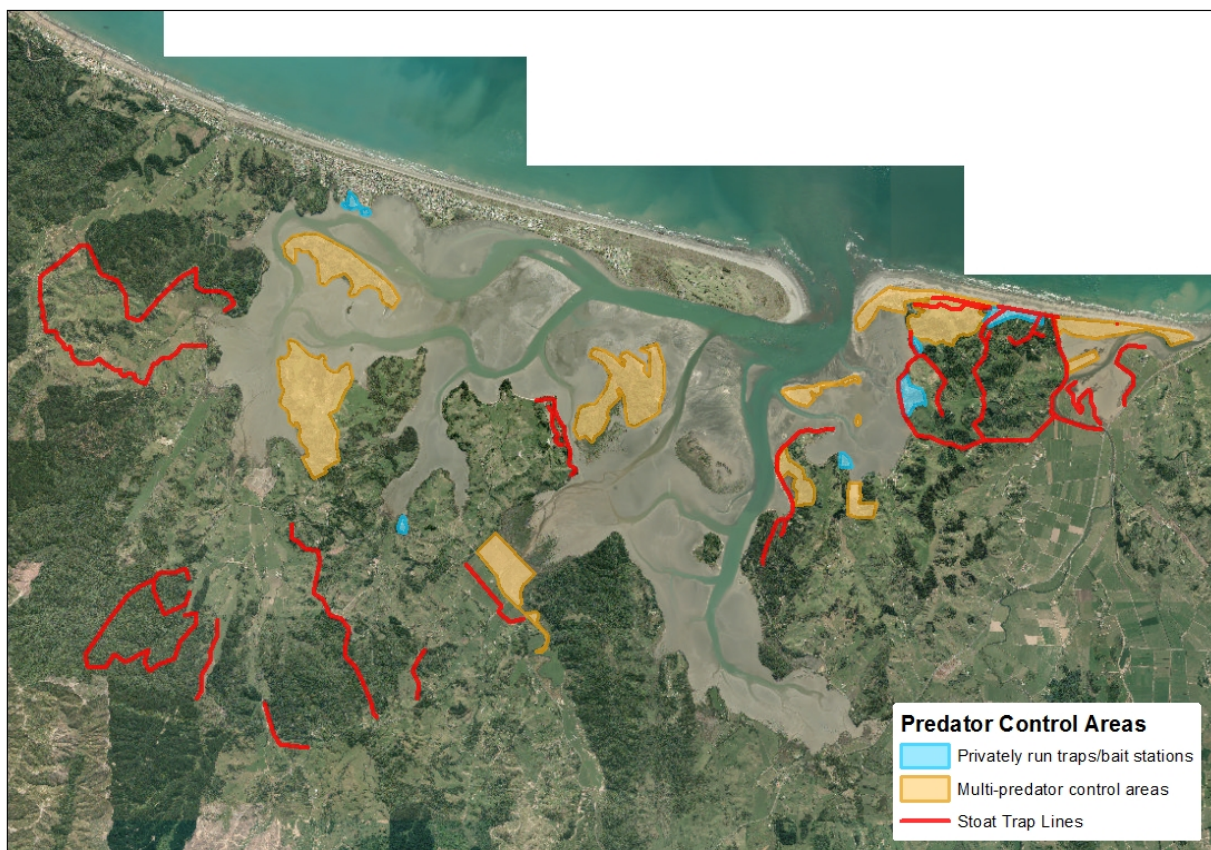 Predator Control Areas
Privately run traps/bait stations
Multi-predator control areas
Stoat Trap Lines